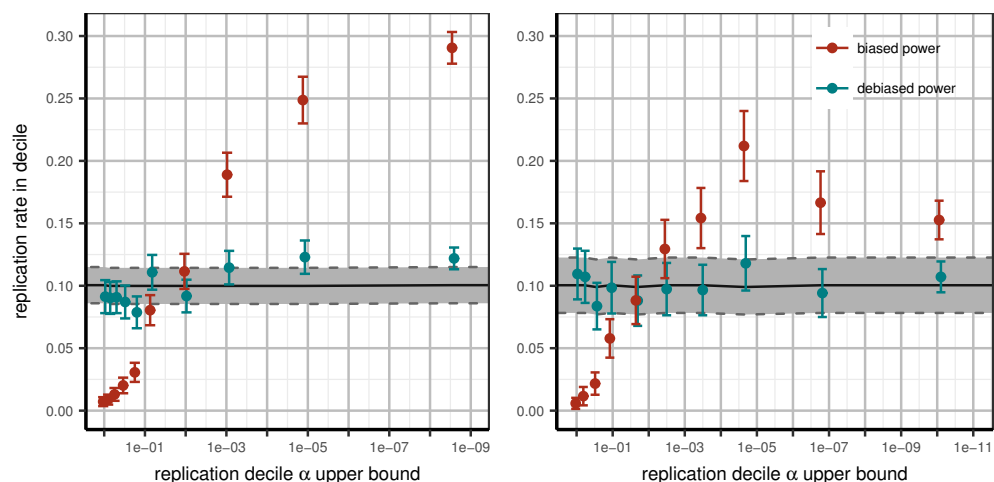 replication rate in decile
0.30
0.25
0.20
0.15
0.10
0.05
0.00
1e−01
1e−03
1e−05
1e−07
1e−09
replication decile α upper bound
biased power
debiased power
0.30
0.25
0.20
0.15
0.10
0.05
0.00
1e−01
1e−03
1e−05
1e−07
1e−09
1e−11
replication decile α upper bound